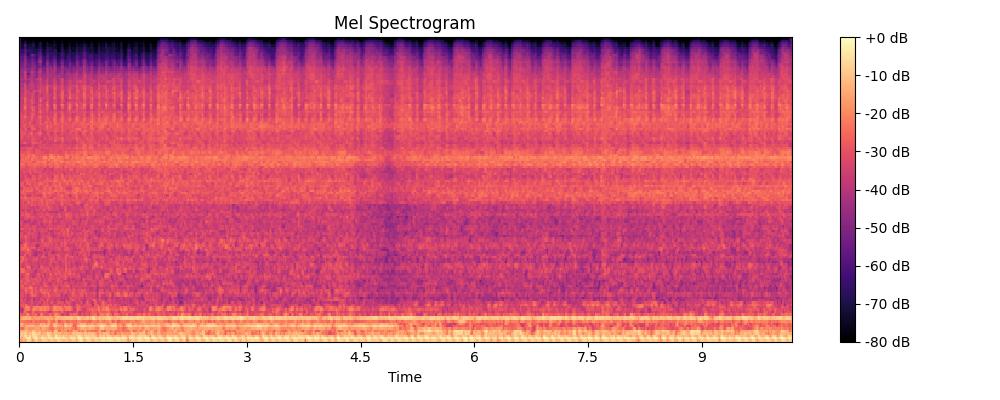 Mel Spectrogram
+0 dB
-10 dB
-20 dB
-30 dB
-40 dB
-50 dB
-60 dB
-70 dB
-80 dB
0 1.5 3 4.5 6 7.5 9
Time